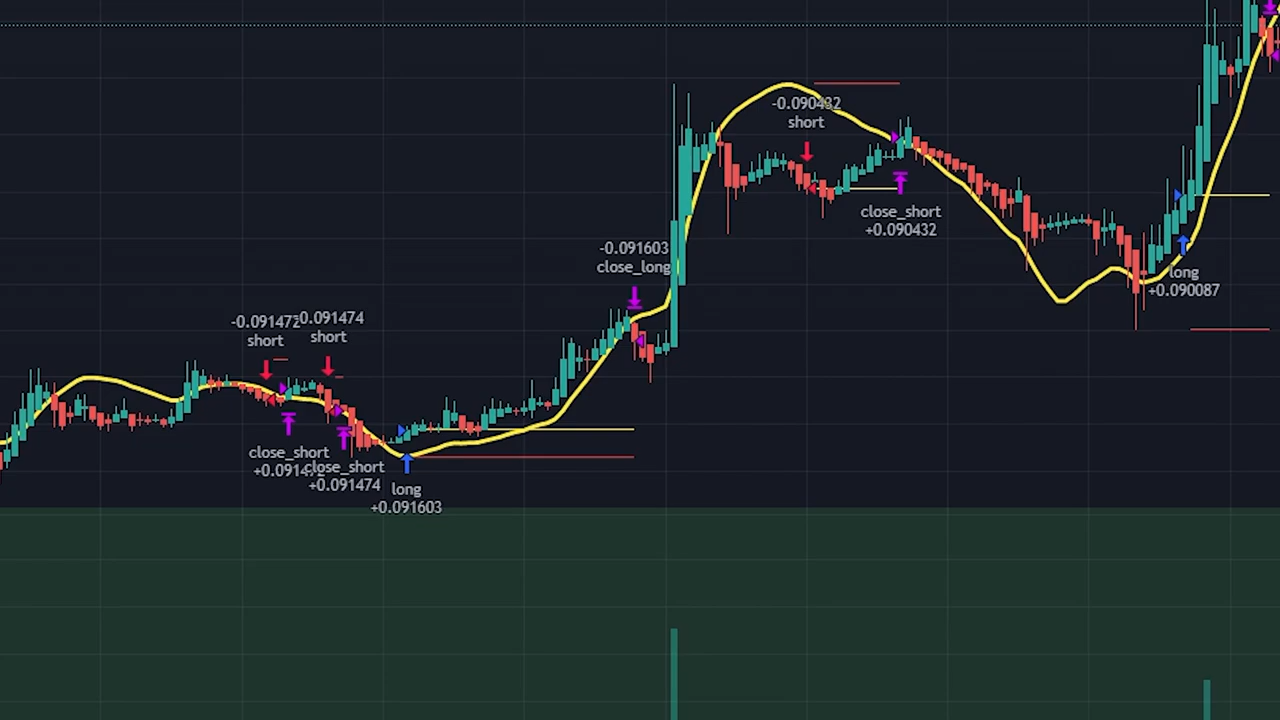 -0.090432
short
close_short
+0.090432
-0.091603
close_long
long
+0.090087
-0.091472
short
-0.091474
short
close_short
close_short
+0.091474
long
+0.091603